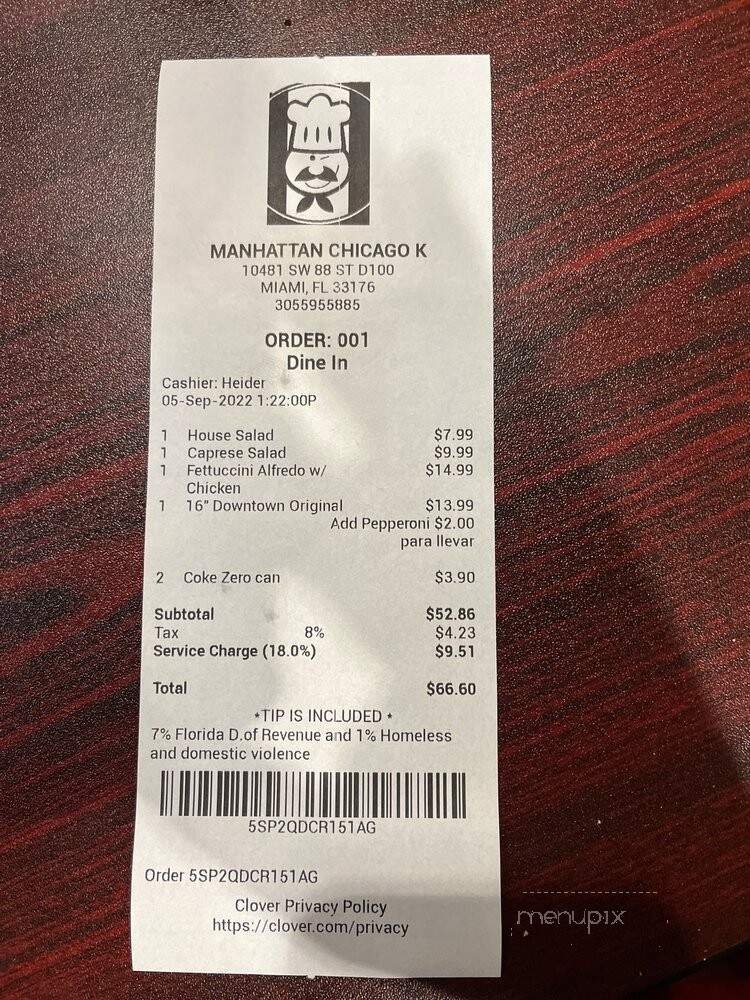 MANHATTAN CHICAGO K
10481 SW 88 ST D100
MIAMI, FL 33176
3055955885
ORDER: 001
Dine In
Cashier: Heider
05-Sep-2022 1:22:00P
1 House Salad $7.99
1 Caprese Salad $9.99
1 Fettuccini Alfredo w/ $14.99
Chicken
1 16" Downtown Original $13.99
Add Pepperoni $2.00
para llevar
2 Coke Zero can $3.90
Subtotal $52.86
Tax 8% $4.23
Service Charge (18.0%) $9.51
Total $66.60
*TIP IS INCLUDED *
7% Florida D.of Revenue and 1% Homeless
and domestic violence
5SP2QDCR151AG
Order 5SP2QDCR151AG
Clover Privacy Policy
https://clover.com/privacy
menupix